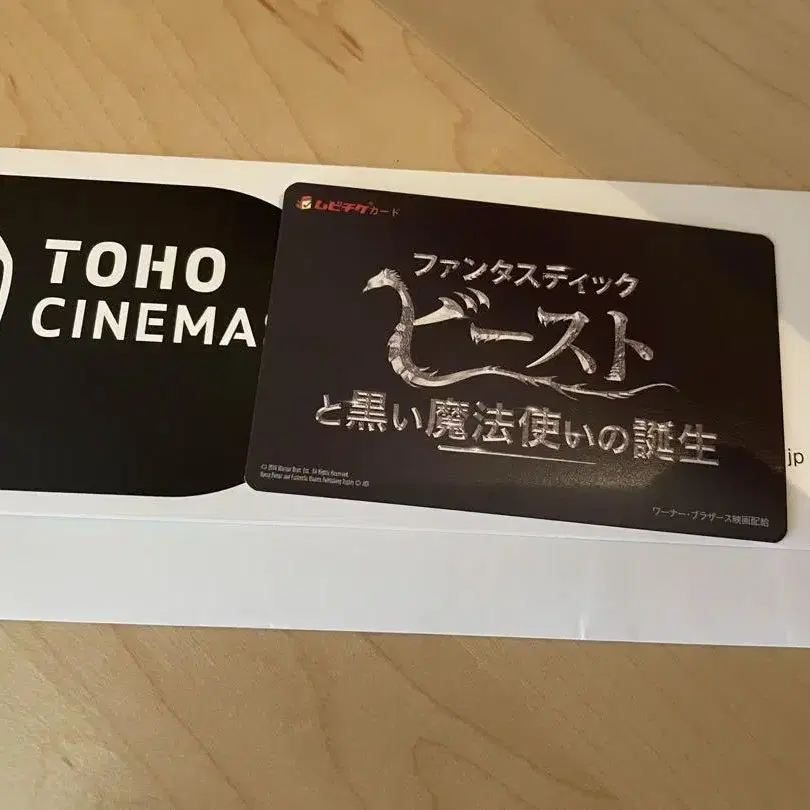 TOHO
CINEMAS
ムビチケカード
ファンタスティック
ビースト
と黒い魔法使いの誕生
ワーナー・ブラザース映画配給
jp